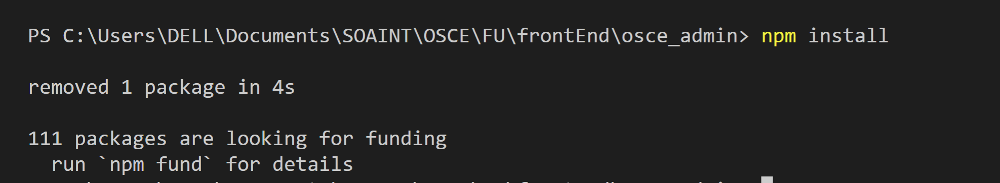 PS C:\Users\DELL\Documents\SOAINT\OSCE\FU\frontEnd\osce_admin> npm install
removed 1 package in 4s
111 packages are looking for funding
run `npm fund` for details